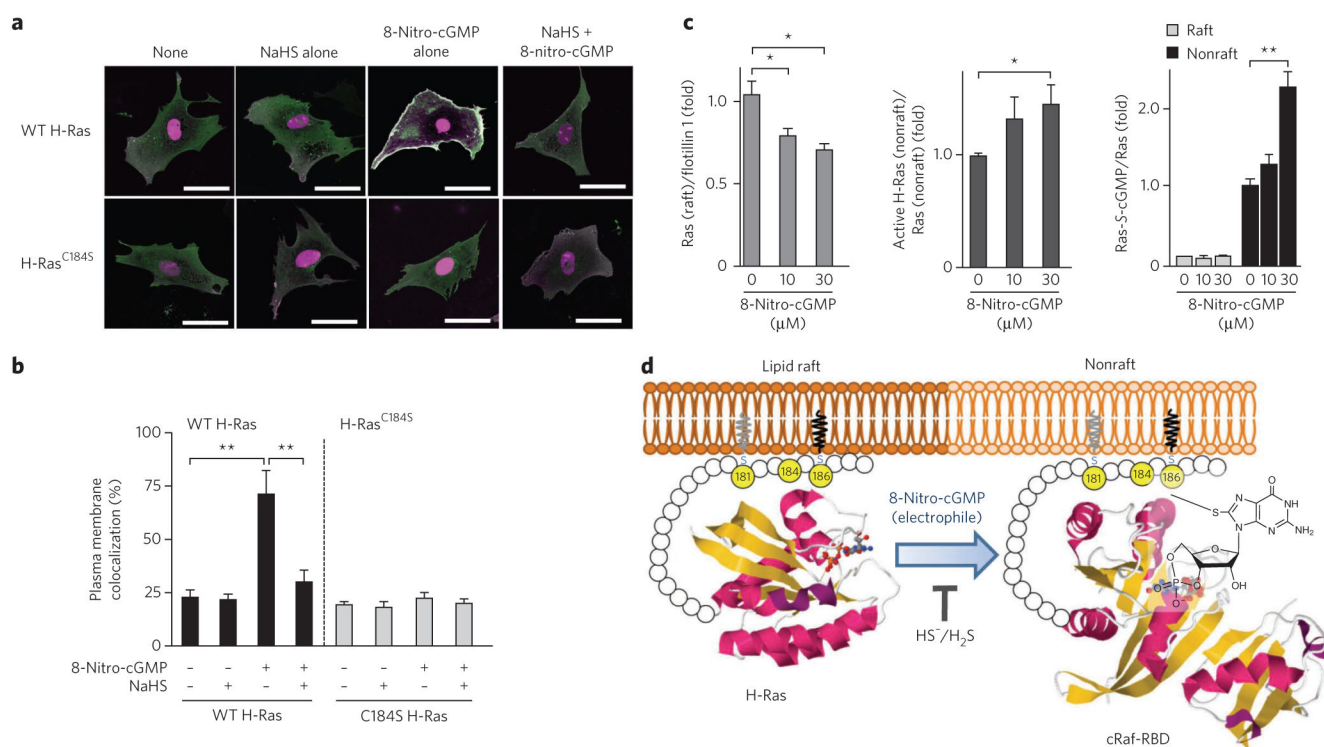 a
None
NaHS alone
8-Nitro-cGMP
alone
NaHS +
8-nitro-cGMP
WT H-Ras
H-Ras^C184S
b
WT H-Ras
H-Ras^C184S
Plasma membrane
colocalization (%)
100
75
50
25
0
** **
8-Nitro-cGMP – – + + – – + +
NaHS – + – + – + – +
WT H-Ras
C184S H-Ras
c
Ras (raft)/flotillin 1 (fold)
1.0
0.5
0
*
*
0 10 30
8-Nitro-cGMP
(μM)
Active H-Ras (nonraft)/
Ras (nonraft) (fold)
1.0
0
*
0 10 30
8-Nitro-cGMP
(μM)
Raft
Nonraft
Ras-S-cGMP/Ras (fold)
2.0
1.0
0
**
0 10 30 0 10 30
8-Nitro-cGMP
(μM)
d
Lipid raft
Nonraft
S S
181 184 186
H-Ras
8-Nitro-cGMP
(electrophile)
HS⁻/H₂S
S S
181 184 186
O
N
NH
S
N
N
NH₂
O
O
P
O
O
O
OH
cRaf-RBD